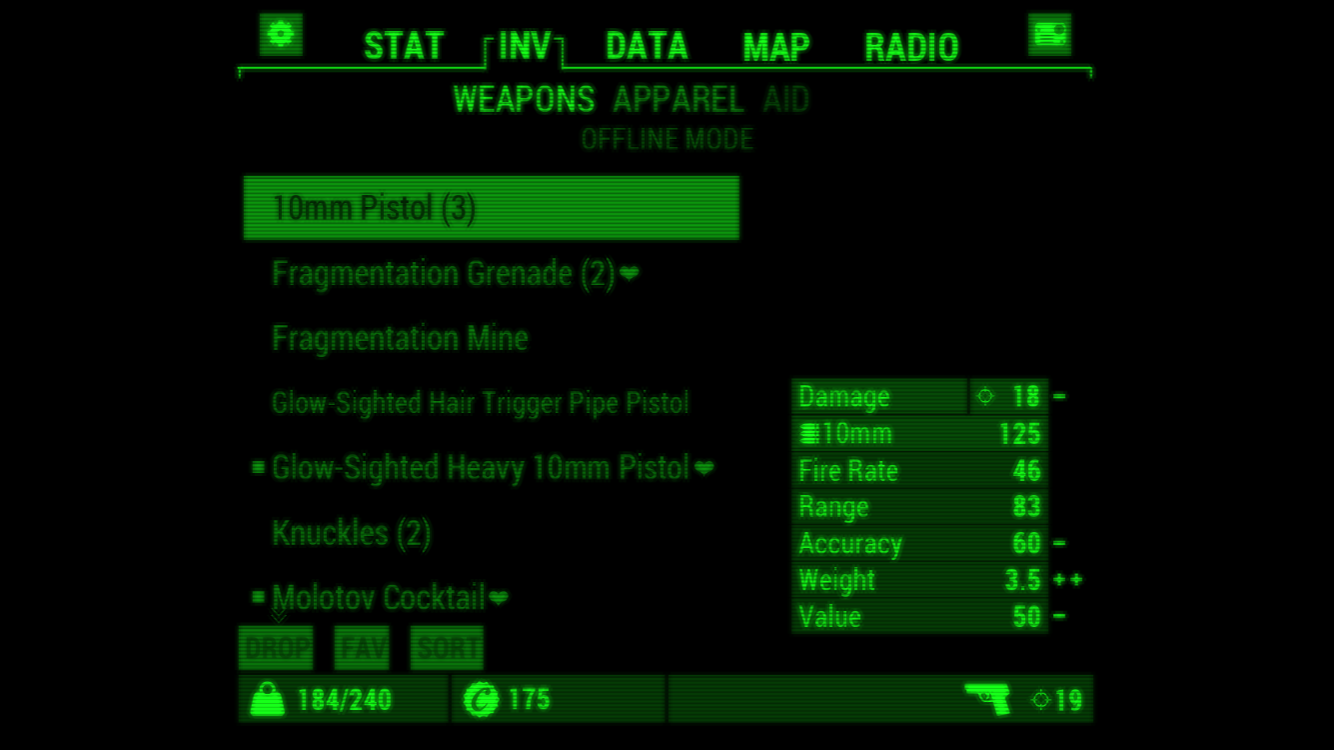 STAT INV DATA MAP RADIO
WEAPONS APPAREL AID
OFFLINE MODE
10mm Pistol (3)
Fragmentation Grenade (2)
Fragmentation Mine
Glow-Sighted Hair Trigger Pipe Pistol
Glow-Sighted Heavy 10mm Pistol
Knuckles (2)
Molotov Cocktail
Damage 18 -
10mm 125
Fire Rate 46
Range 83
Accuracy 60 -
Weight 3.5 ++
Value 50 -
DROP FAV SORT
184/240 175 19